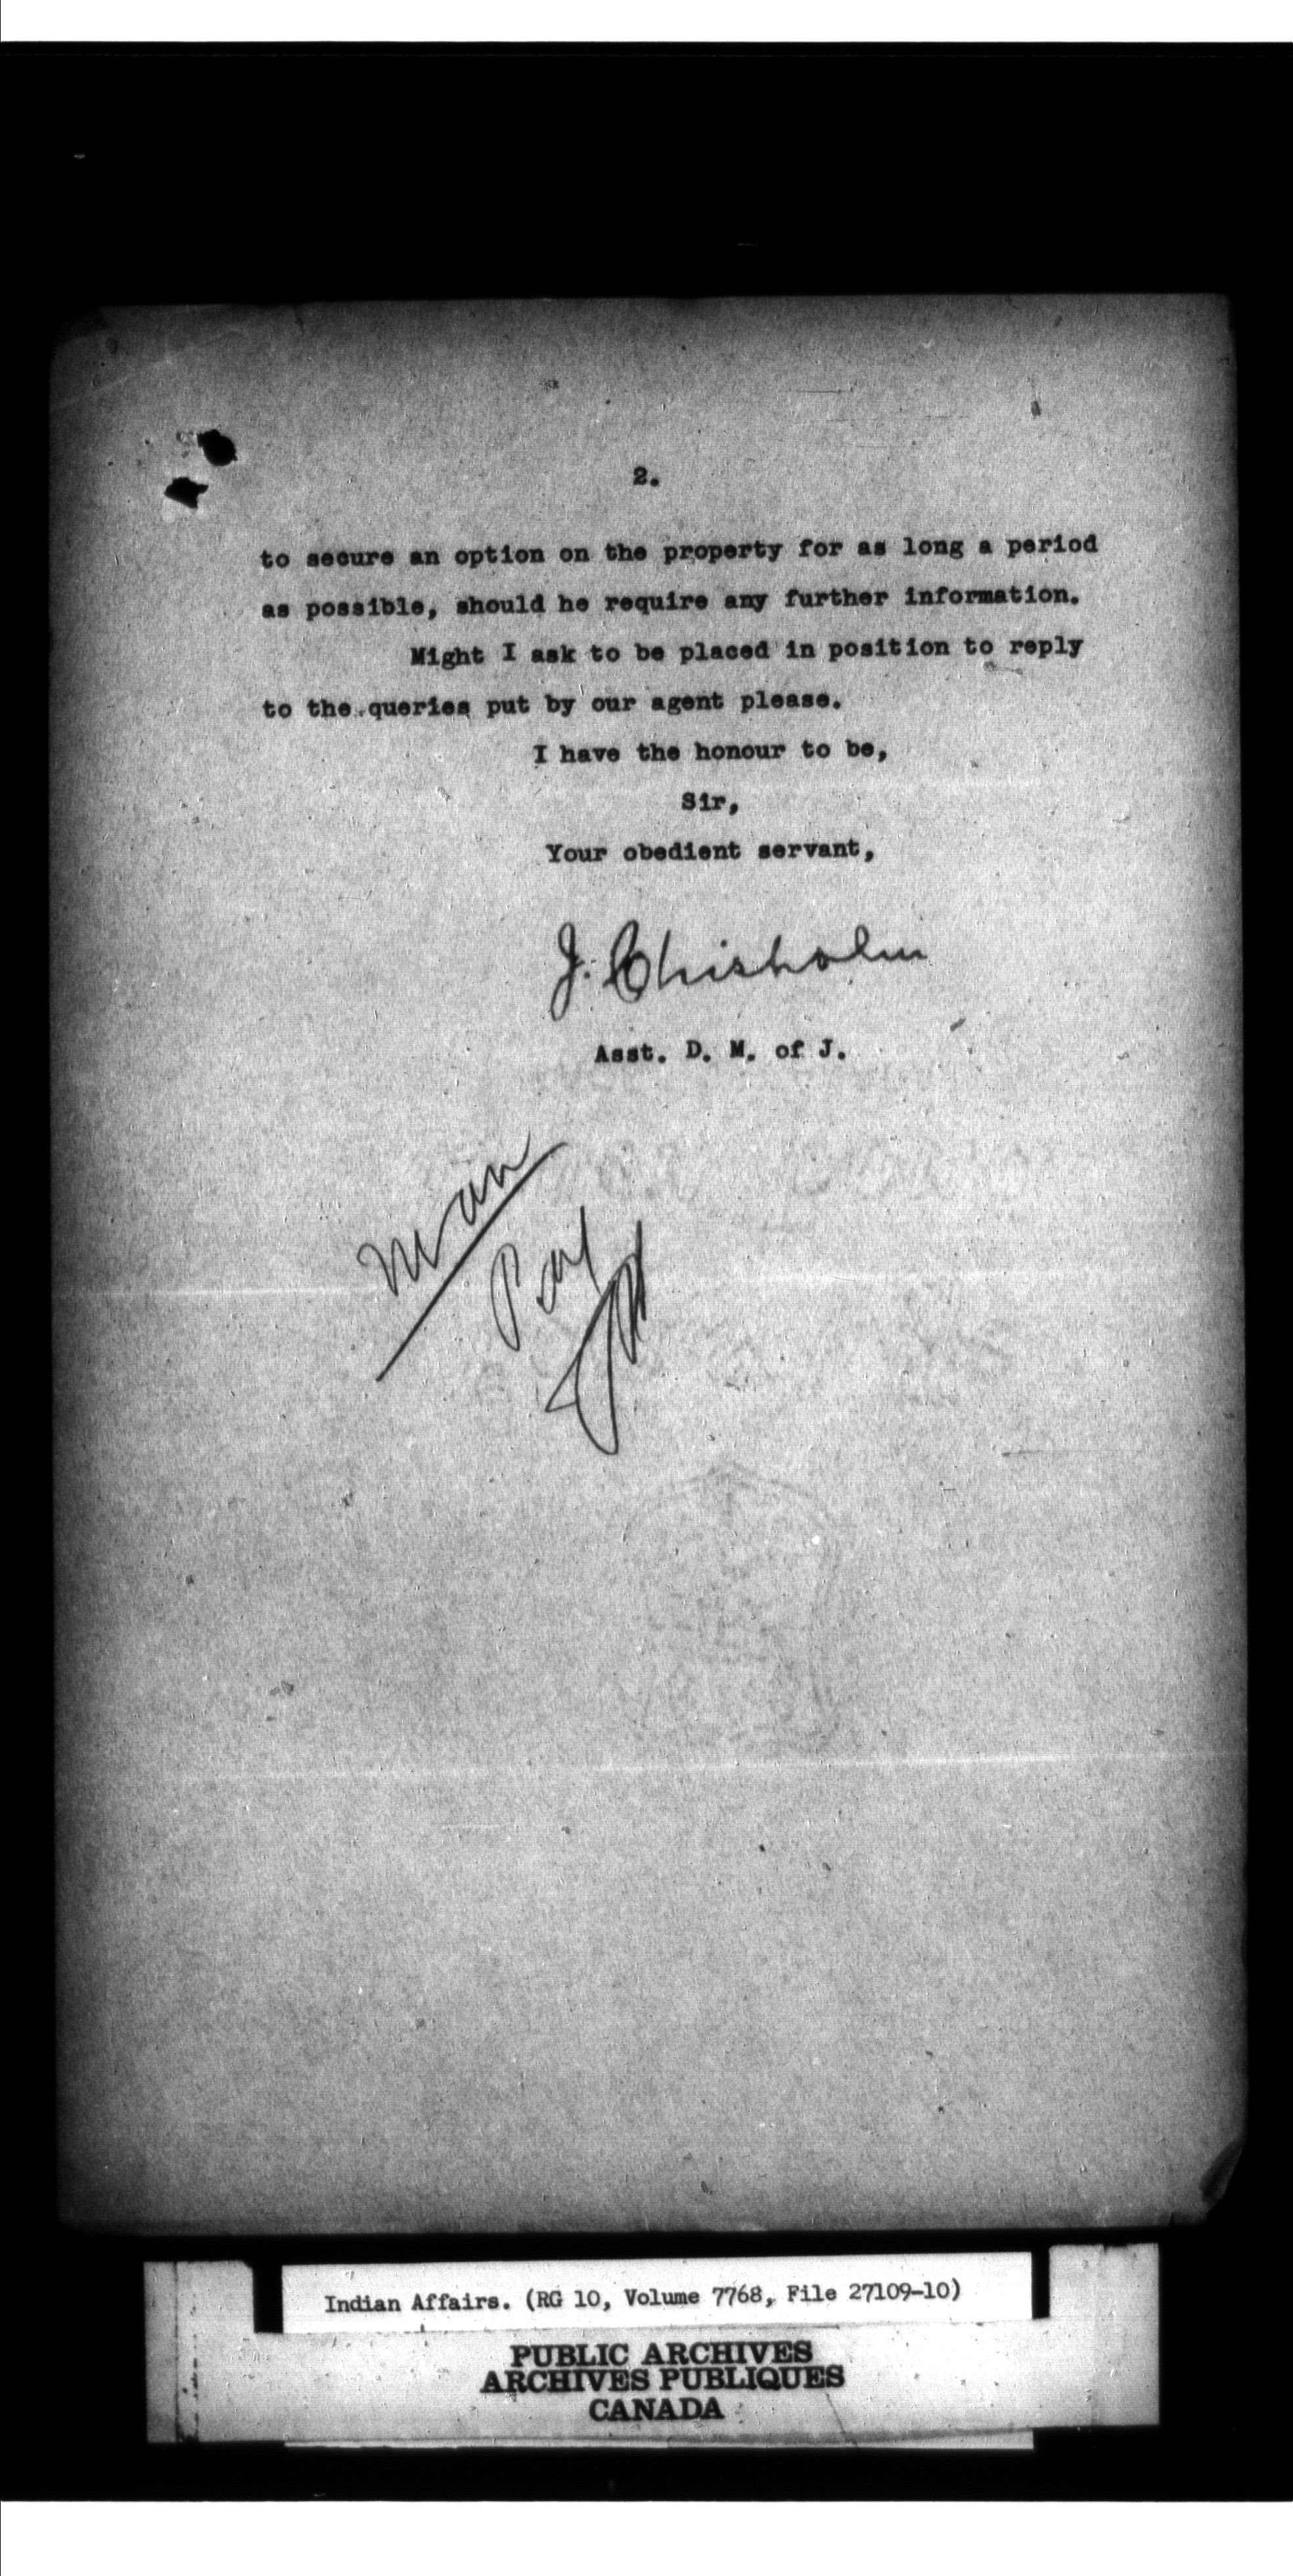 2.
to secure an option on the property for as long a period
as possible, should he require any further information.
Might I ask to be placed in position to reply
to the queries put by our agent please.
I have the honour to be,
Sir,
Your obedient servant,
J. Chisholm
Asst. D. M. of J.
Indian Affairs. (RG 10, Volume 7768, File 27109-10)
PUBLIC ARCHIVES
ARCHIVES PUBLIQUES
CANADA